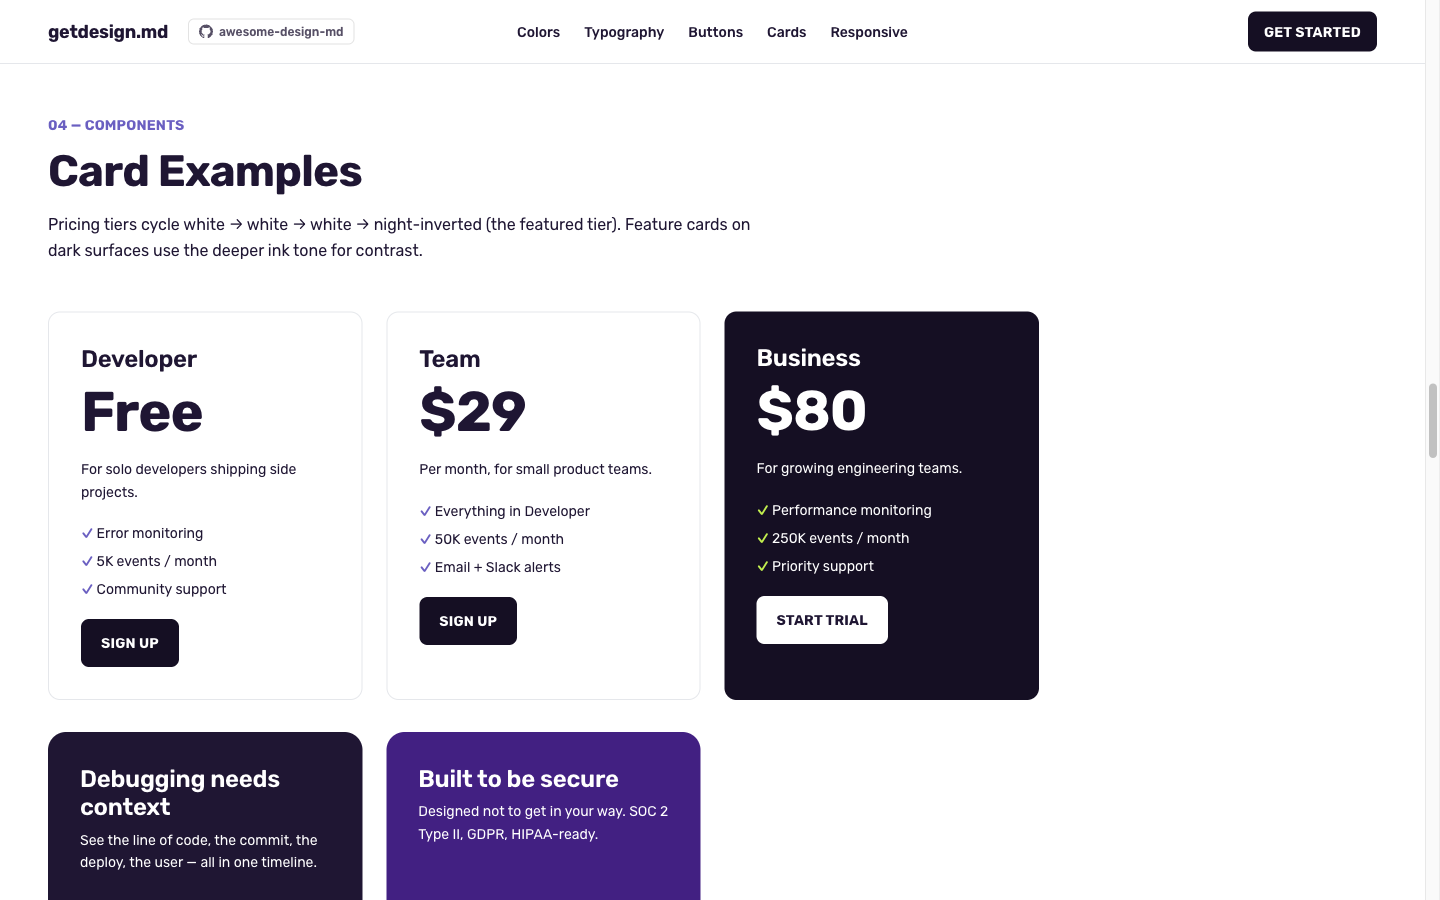 getdesign.md
awesome-design-md
Colors
Typography
Buttons
Cards
Responsive
GET STARTED
04 — COMPONENTS
Card Examples
Pricing tiers cycle white → white → white → night-inverted (the featured tier). Feature cards on
dark surfaces use the deeper ink tone for contrast.
Developer
Free
For solo developers shipping side
projects.
✓ Error monitoring
✓ 5K events / month
✓ Community support
SIGN UP
Team
$29
Per month, for small product teams.
✓ Everything in Developer
✓ 50K events / month
✓ Email + Slack alerts
SIGN UP
Business
$80
For growing engineering teams.
✓ Performance monitoring
✓ 250K events / month
✓ Priority support
START TRIAL
Debugging needs
context
See the line of code, the commit, the
deploy, the user — all in one timeline.
Built to be secure
Designed not to get in your way. SOC 2
Type II, GDPR, HIPAA-ready.